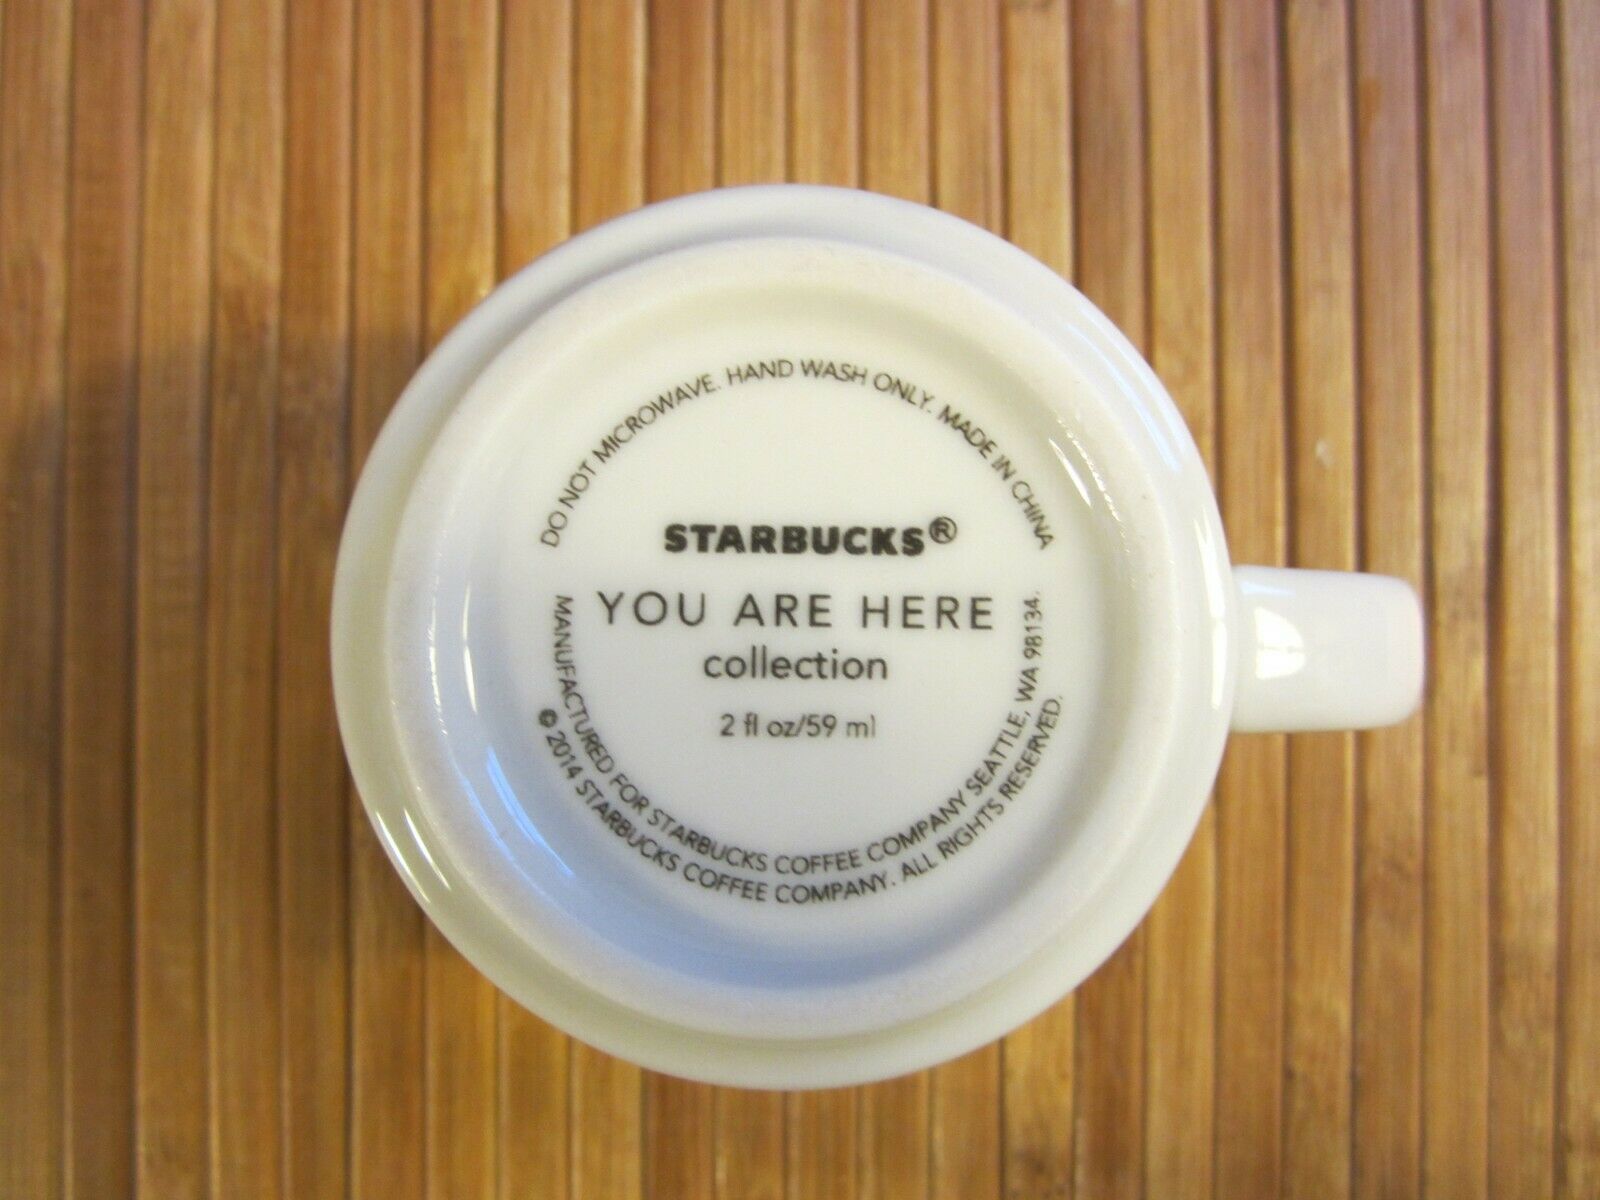 DO NOT MICROWAVE. HAND WASH ONLY. MADE IN CHINA
STARBUCKS®
YOU ARE HERE
collection
2 fl oz/59 ml
MANUFACTURED FOR STARBUCKS COFFEE COMPANY SEATTLE, WA 98134.
© 2014 STARBUCKS COFFEE COMPANY. ALL RIGHTS RESERVED.